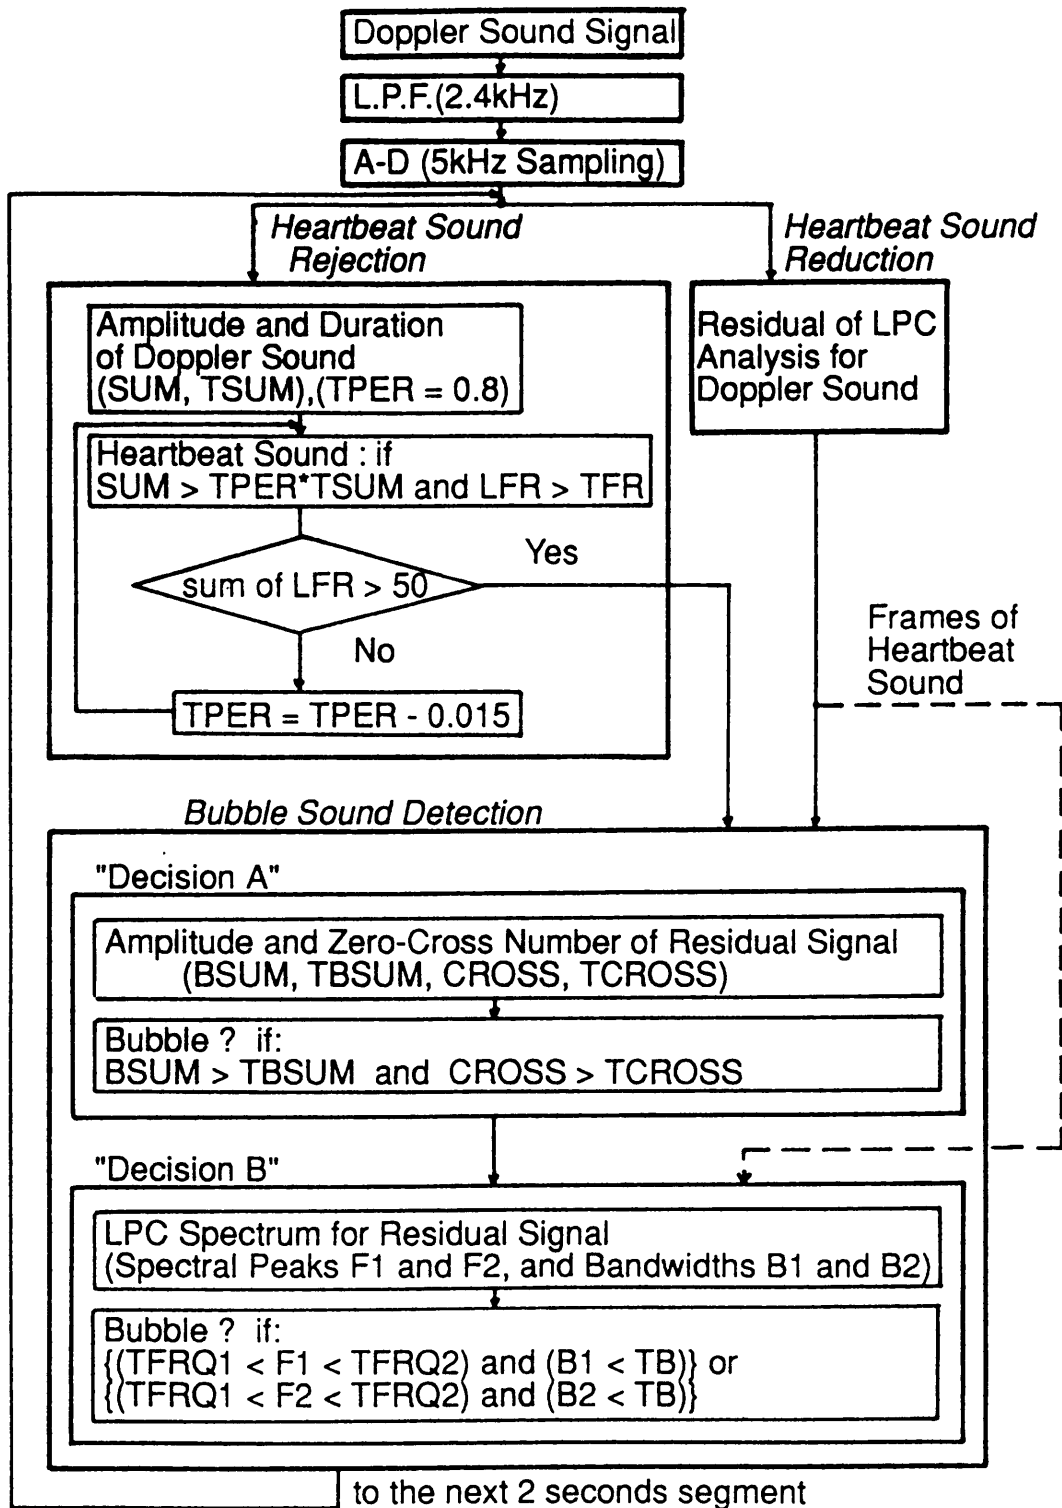 Doppler Sound Signal
L.P.F.(2.4kHz)
A-D (5kHz Sampling)
Heartbeat Sound
Rejection
Heartbeat Sound
Reduction
Amplitude and Duration
of Doppler Sound
(SUM, TSUM),(TPER = 0.8)
Residual of LPC
Analysis for
Doppler Sound
Heartbeat Sound : if
SUM > TPER*TSUM and LFR > TFR
sum of LFR > 50
Yes
No
TPER = TPER - 0.015
Frames of
Heartbeat
Sound
Bubble Sound Detection
"Decision A"
Amplitude and Zero-Cross Number of Residual Signal
(BSUM, TBSUM, CROSS, TCROSS)
Bubble ? if:
BSUM > TBSUM and CROSS > TCROSS
"Decision B"
LPC Spectrum for Residual Signal
(Spectral Peaks F1 and F2, and Bandwidths B1 and B2)
Bubble ? if:
{(TFRQ1 < F1 < TFRQ2) and (B1 < TB)} or
{(TFRQ1 < F2 < TFRQ2) and (B2 < TB)}
to the next 2 seconds segment